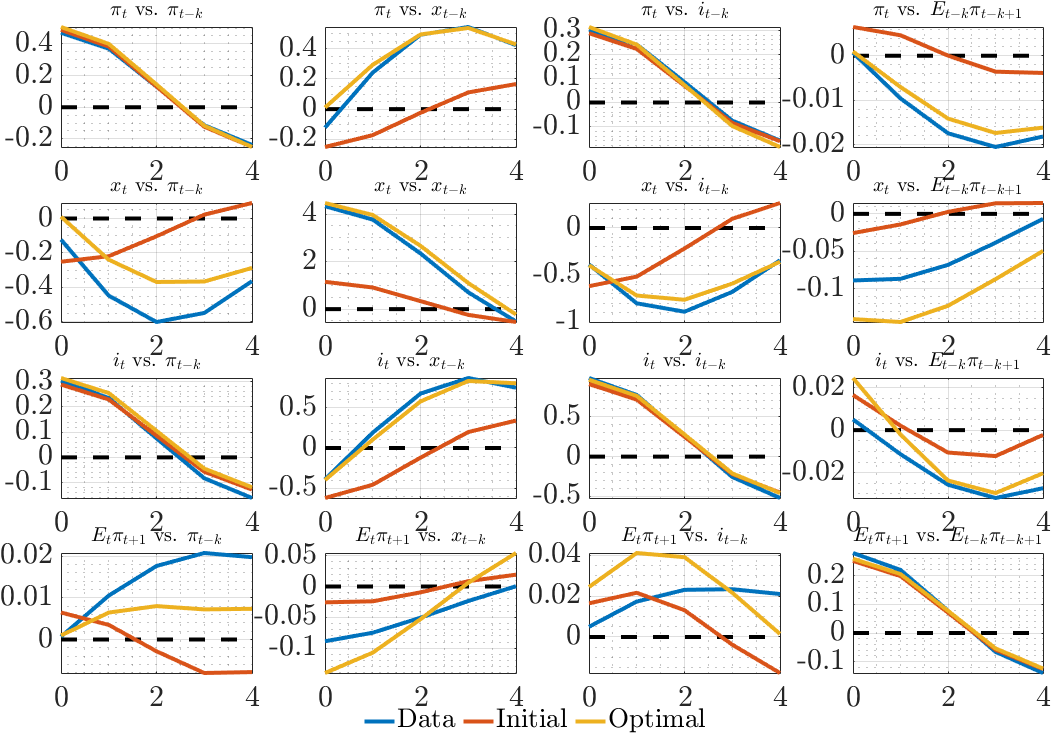 π_t vs. π_{t−k}
π_t vs. x_{t−k}
π_t vs. i_{t−k}
π_t vs. E_{t−k}π_{t−k+1}
0.4
0.2
0
-0.2
0 2 4
0.4
0.2
0
-0.2
0 2 4
0.3
0.2
0.1
0
-0.1
0 2 4
0
-0.01
-0.02
0 2 4
x_t vs. π_{t−k}
x_t vs. x_{t−k}
x_t vs. i_{t−k}
x_t vs. E_{t−k}π_{t−k+1}
0
-0.2
-0.4
-0.6
0 2 4
4
2
0
0 2 4
0
-0.5
-1
0 2 4
0
-0.05
-0.1
0 2 4
i_t vs. π_{t−k}
i_t vs. x_{t−k}
i_t vs. i_{t−k}
i_t vs. E_{t−k}π_{t−k+1}
0.3
0.2
0.1
0
-0.1
0 2 4
0.5
0
-0.5
0 2 4
0.5
0
-0.5
0 2 4
0.02
0
-0.02
0 2 4
E_tπ_{t+1} vs. π_{t−k}
E_tπ_{t+1} vs. x_{t−k}
E_tπ_{t+1} vs. i_{t−k}
E_tπ_{t+1} vs. E_{t−k}π_{t−k+1}
0.02
0.01
0
0 2 4
0.05
0
-0.05
-0.1
0 2 4
0.04
0.02
0
0 2 4
0.2
0.1
0
-0.1
0 2 4
Data Initial Optimal